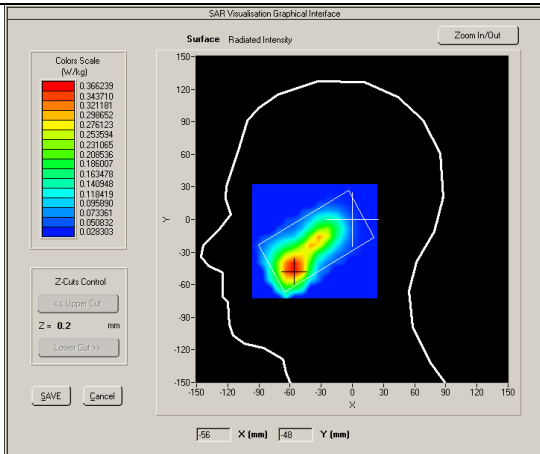 SAR Visualisation Graphical Interface
Surface Radiated Intensity
Zoom In/Out
Colors Scale
(W/kg)
0.366239
0.343710
0.321181
0.298652
0.276123
0.253594
0.231065
0.208536
0.186007
0.163478
0.140948
0.118419
0.095890
0.073361
0.050832
0.028303
Z-Cuts Control
<< Upper Cut
Z = 0.2 mm
Lower Cut >>
SAVE Cancel
150
90
60
30
0
-30
-60
-90
-120
-150
Y
-150 -120 -90 -60 -30 0 30 60 90 120 150
X
-56 X (mm) -48 Y (mm)